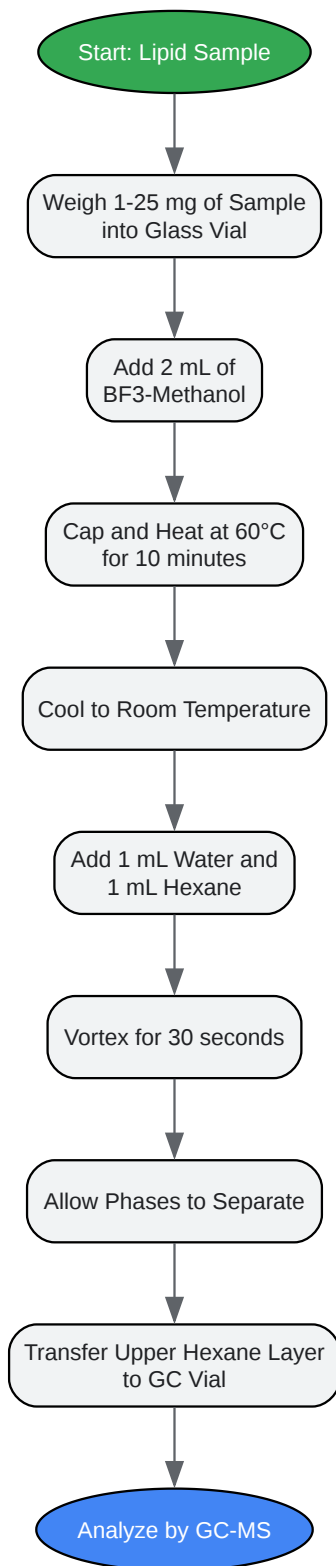 Start: Lipid Sample
Weigh 1-25 mg of Sample
into Glass Vial
Add 2 mL of
BF3-Methanol
Cap and Heat at 60°C
for 10 minutes
Cool to Room Temperature
Add 1 mL Water and
1 mL Hexane
Vortex for 30 seconds
Allow Phases to Separate
Transfer Upper Hexane Layer
to GC Vial
Analyze by GC-MS